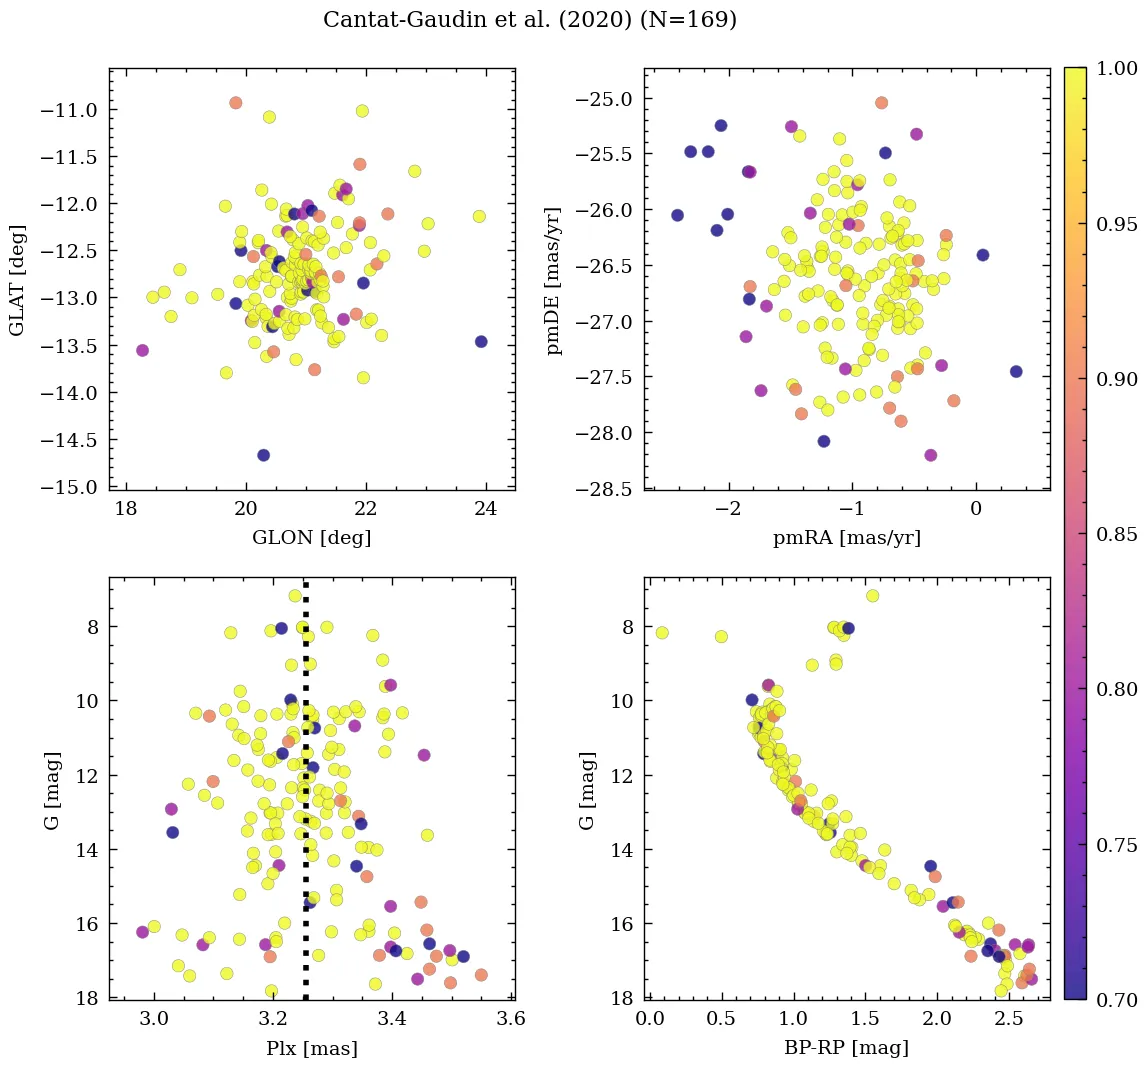 Cantat-Gaudin et al. (2020) (N=169)
−11.0
−11.5
−12.0
−12.5
−13.0
−13.5
−14.0
−14.5
−15.0
GLAT [deg]
18 20 22 24
GLON [deg]
−25.0
−25.5
−26.0
−26.5
−27.0
−27.5
−28.0
−28.5
pmDE [mas/yr]
−2 −1 0
pmRA [mas/yr]
1.00
0.95
0.90
0.85
0.80
0.75
0.70
8
10
12
14
16
18
G [mag]
3.0 3.2 3.4 3.6
Plx [mas]
8
10
12
14
16
18
G [mag]
0.0 0.5 1.0 1.5 2.0 2.5
BP-RP [mag]